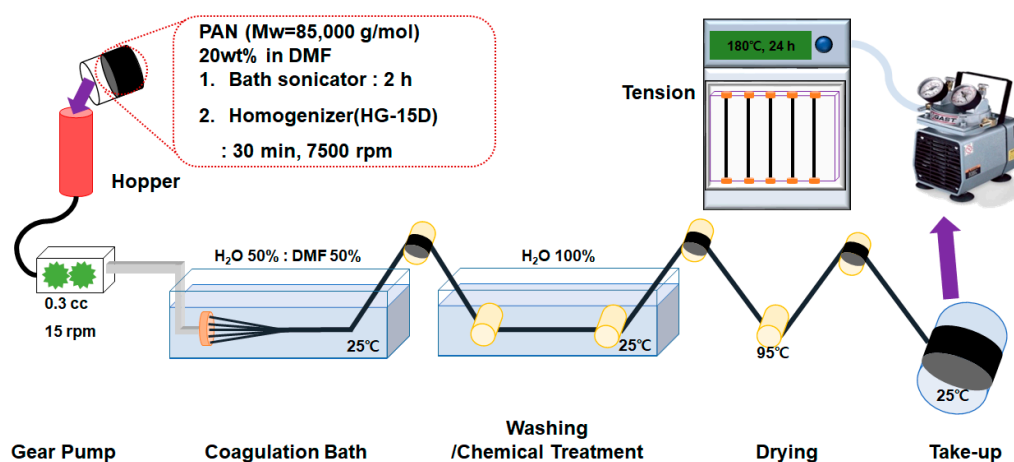 PAN (Mw=85,000 g/mol)
20wt% in DMF
1. Bath sonicator : 2 h
2. Homogenizer(HG-15D)
: 30 min, 7500 rpm
Hopper
180℃, 24 h
Tension
GAST
H₂O 50% : DMF 50%
H₂O 100%
0.3 cc
15 rpm
25℃
25℃
95℃
25℃
Gear Pump
Coagulation Bath
Washing
/Chemical Treatment
Drying
Take-up